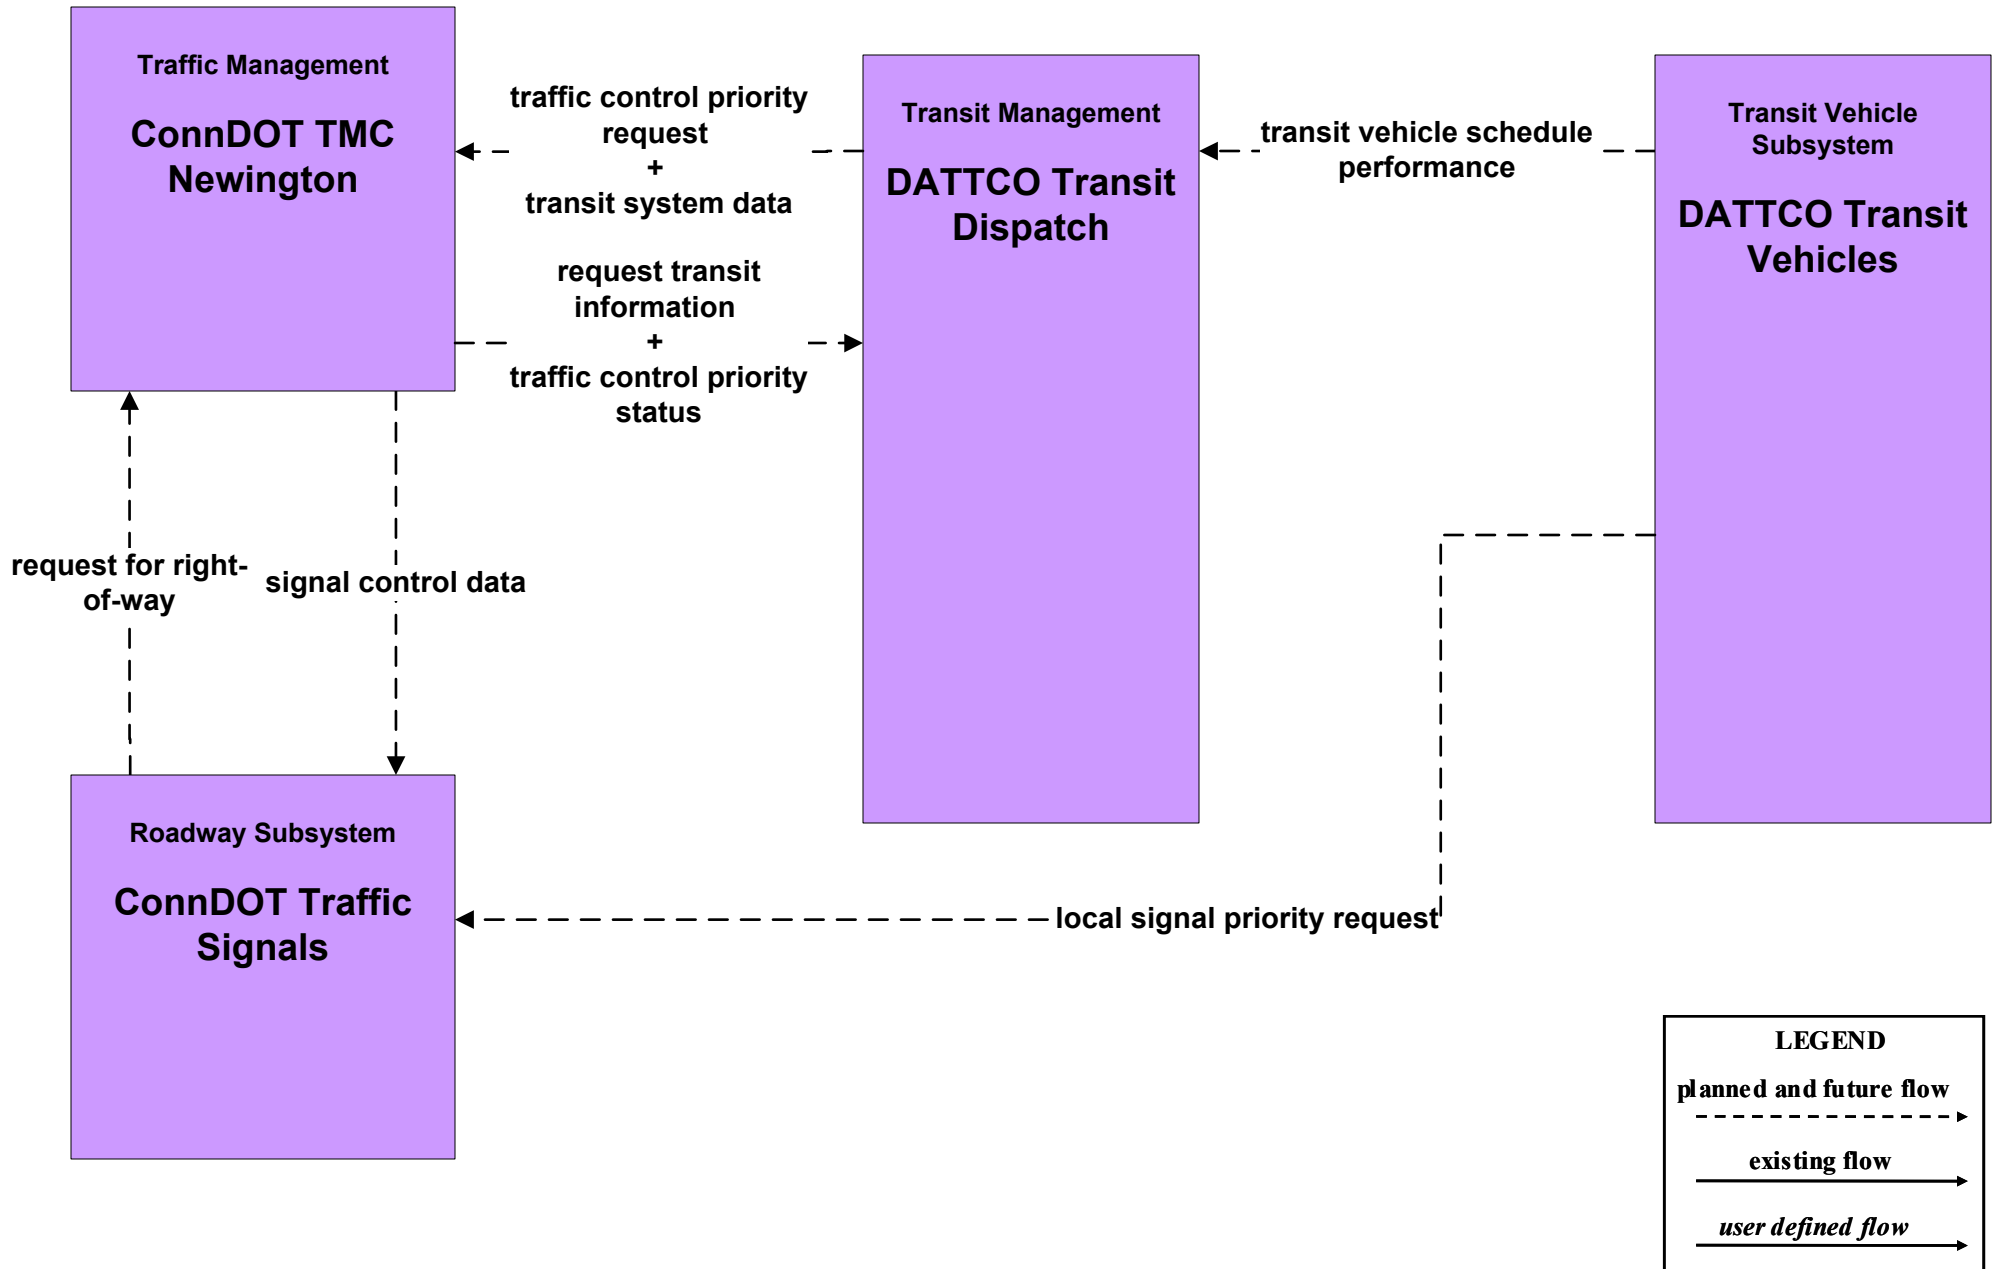 Traffic Management
ConnDOT TMC
Newington
traffic control priority
request
+
transit system data
request transit
information
+
traffic control priority
status
Transit Management
DATTCO Transit
Dispatch
transit vehicle schedule
performance
Transit Vehicle
Subsystem
DATTCO Transit
Vehicles
request for right-
of-way
signal control data
Roadway Subsystem
ConnDOT Traffic
Signals
local signal priority request
LEGEND
planned and future flow
existing flow
user defined flow